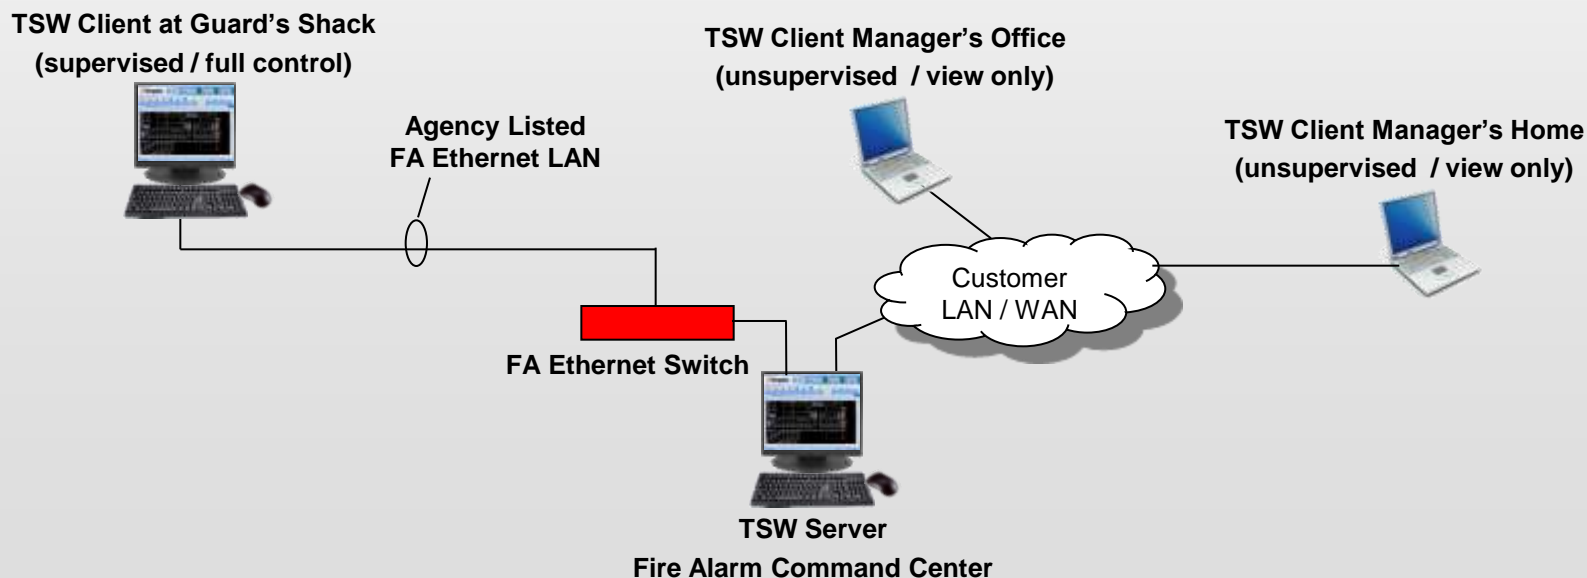 TSW Client at Guard's Shack
(supervised / full control)
Agency Listed
FA Ethernet LAN
TSW Client Manager's Office
(unsupervised  / view only)
TSW Client Manager's Home
(unsupervised  / view only)
Customer
LAN / WAN
FA Ethernet Switch
TSW Server
Fire Alarm Command Center